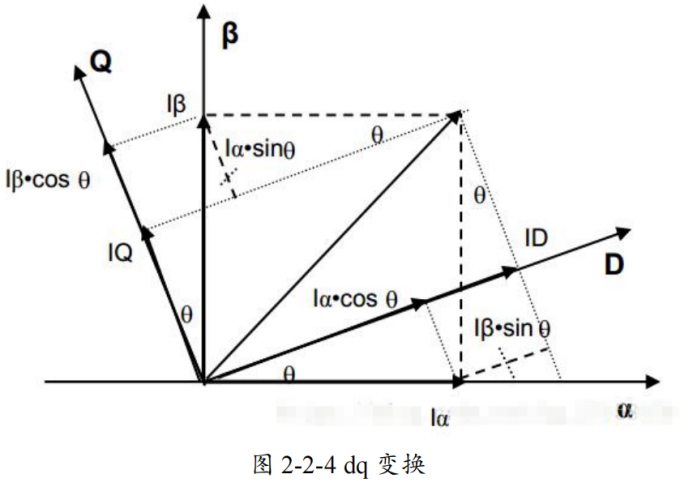 β
Q
Iβ
θ
Iα•sinθ
Iβ•cos θ
θ
IQ
ID
D
Iα•cos θ
θ
Iβ•sin θ
θ
Iα
α
图 2-2-4 dq 变换